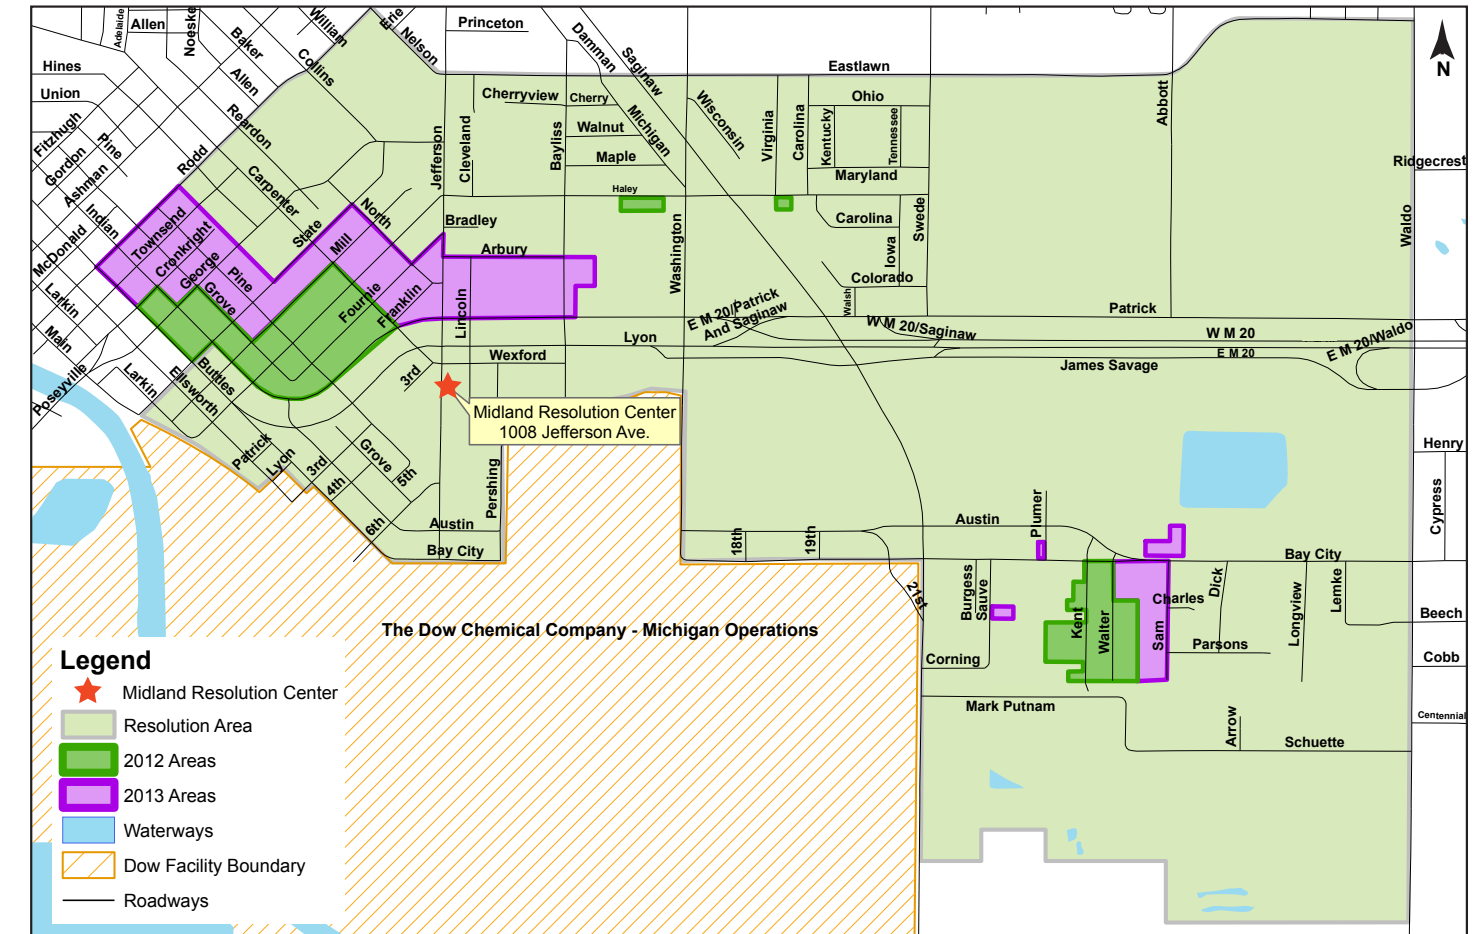 Adelaide
Allen
Noeske
William
Erie
Nelson
Princeton
Damman
Saginaw
Baker
Collins
Hines
Allen
Union
Eastlawn
N
Cherryview
Cherry
Wisconsin
Ohio
Abbott
Fitzhugh
Pine
Reardon
Jefferson
Cleveland
Bayliss
Walnut
Michigan
Virginia
Carolina
Kentucky
Tennessee
Gordon
Rodd
Maple
Ridgecrest
Ashman
Carpenter
Haley
Maryland
Indian
Townsend
North
Bradley
Carolina
Swede
Waldo
McDonald
Cronkright
State
Mill
Arbury
Washington
Iowa
George
Pine
Colorado
Larkin
Grove
Fournie
Franklin
Lincoln
E M 20/Patrick
And Saginaw
Walsh
Patrick
Main
Lyon
W M 20/Saginaw
W M 20
E M 20/Waldo
Wexford
E M 20
James Savage
Poseyville
Larkin
Buttles
Ellsworth
3rd
Midland Resolution Center
1008 Jefferson Ave.
Patrick
Lyon
3rd
Grove
5th
4th
Pershing
Henry
Cypress
6th
Austin
Bay City
18th
19th
Austin
Plumer
Bay City
21st
Burgess
Sauve
Kent
Walter
Sam
Charles
Dick
Longview
Lemke
Beech
The Dow Chemical Company - Michigan Operations
Corning
Parsons
Cobb
Mark Putnam
Arrow
Schuette
Centennial
Legend
Midland Resolution Center
Resolution Area
2012 Areas
2013 Areas
Waterways
Dow Facility Boundary
Roadways